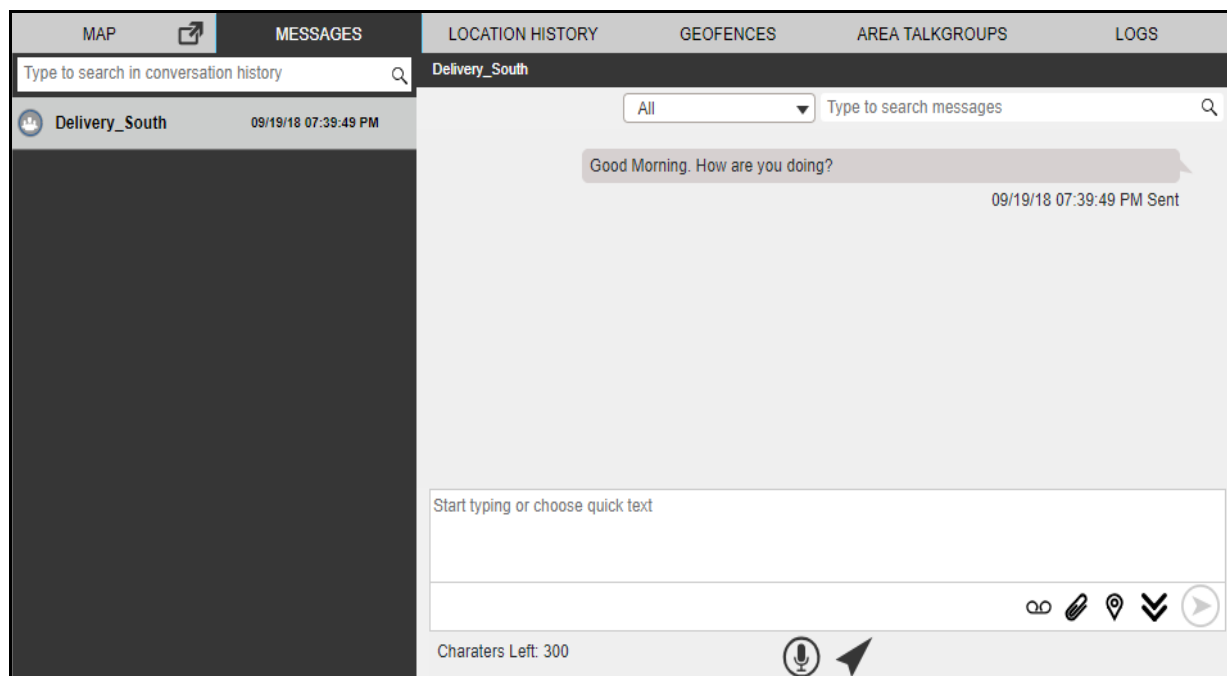 MAP MESSAGES LOCATION HISTORY GEOFENCES AREA TALKGROUPS LOGS
Type to search in conversation history
Delivery_South 09/19/18 07:39:49 PM
Delivery_South
All Type to search messages
Good Morning. How are you doing?
09/19/18 07:39:49 PM Sent
Start typing or choose quick text
Charaters Left: 300